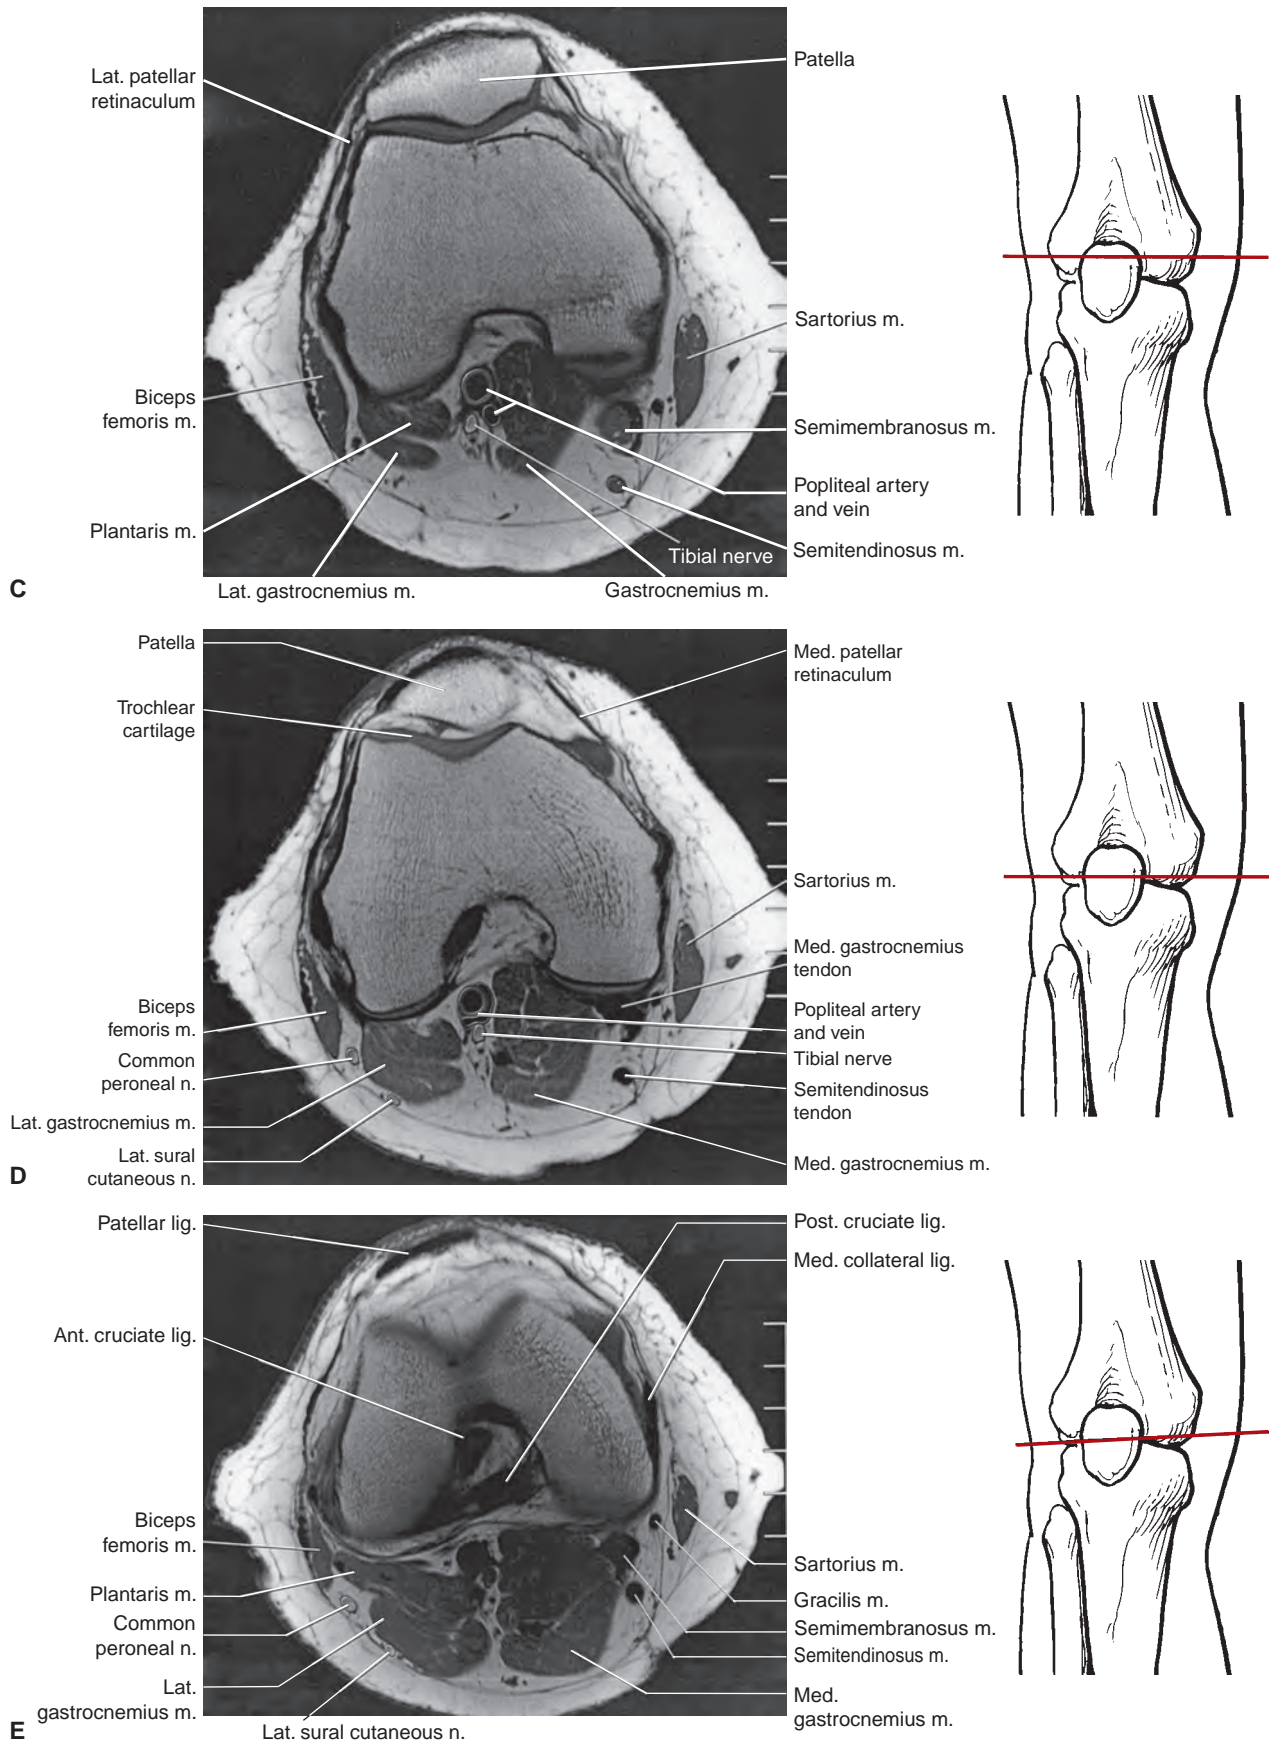 Lat. patellar
retinaculum
Patella
Sartorius m.
Biceps
femoris m.
Semimembranosus m.
Popliteal artery
and vein
Plantaris m.
Tibial nerve
Semitendinosus m.
C
Lat. gastrocnemius m.
Gastrocnemius m.
Patella
Med. patellar
retinaculum
Trochlear
cartilage
Sartorius m.
Med. gastrocnemius
tendon
Biceps
femoris m.
Popliteal artery
and vein
Common
peroneal n.
Tibial nerve
Semitendinosus
tendon
Lat. gastrocnemius m.
Lat. sural
cutaneous n.
Med. gastrocnemius m.
D
Patellar lig.
Post. cruciate lig.
Med. collateral lig.
Ant. cruciate lig.
Biceps
femoris m.
Sartorius m.
Plantaris m.
Gracilis m.
Common
peroneal n.
Semimembranosus m.
Semitendinosus m.
Lat.
gastrocnemius m.
Med.
gastrocnemius m.
E
Lat. sural cutaneous n.